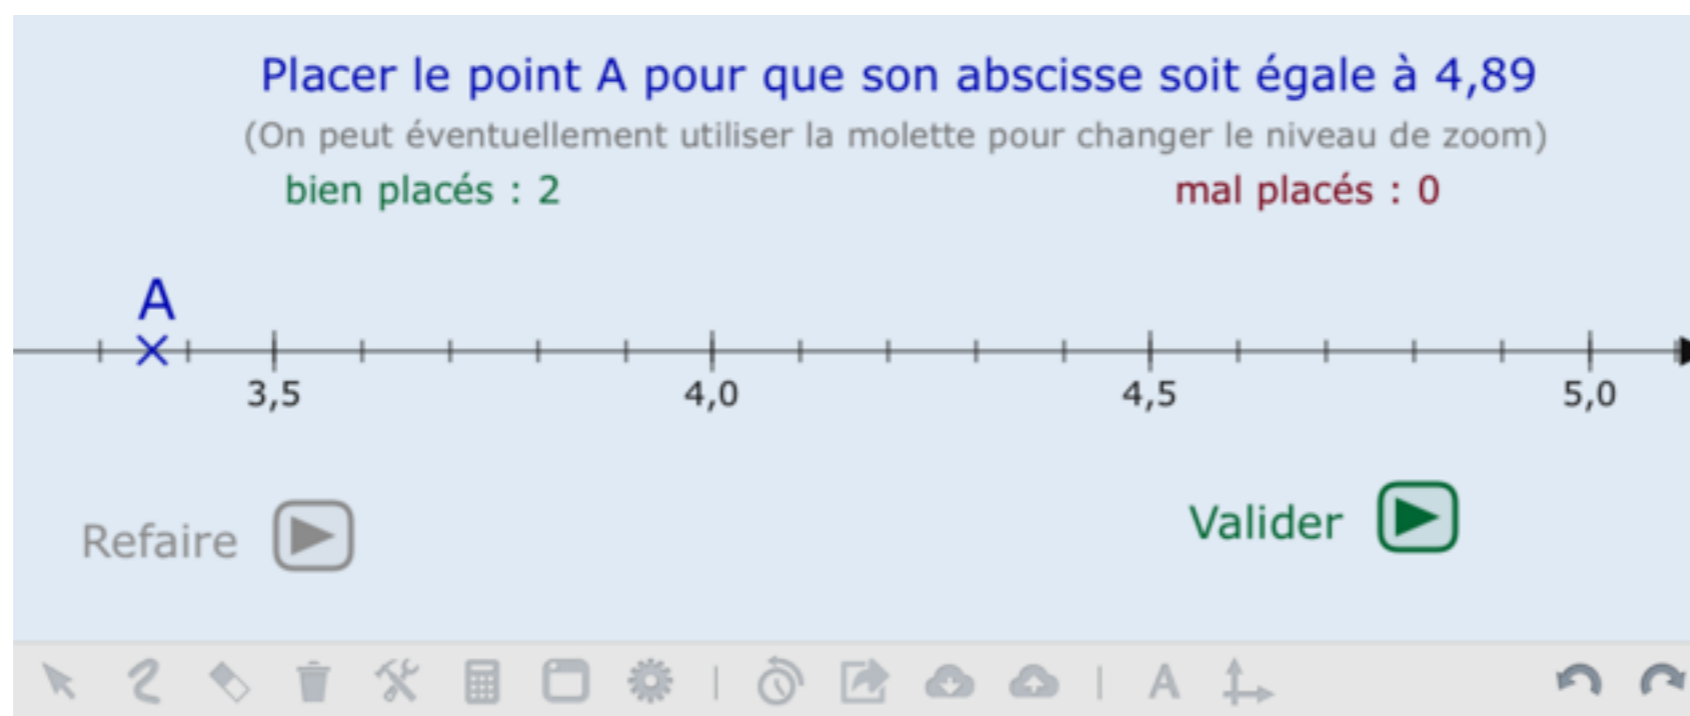 Placer le point A pour que son abscisse soit égale à 4,89
(On peut éventuellement utiliser la molette pour changer le niveau de zoom)
bien placés : 2 mal placés : 0
A
3,5 4,0 4,5 5,0
Refaire Valider
A